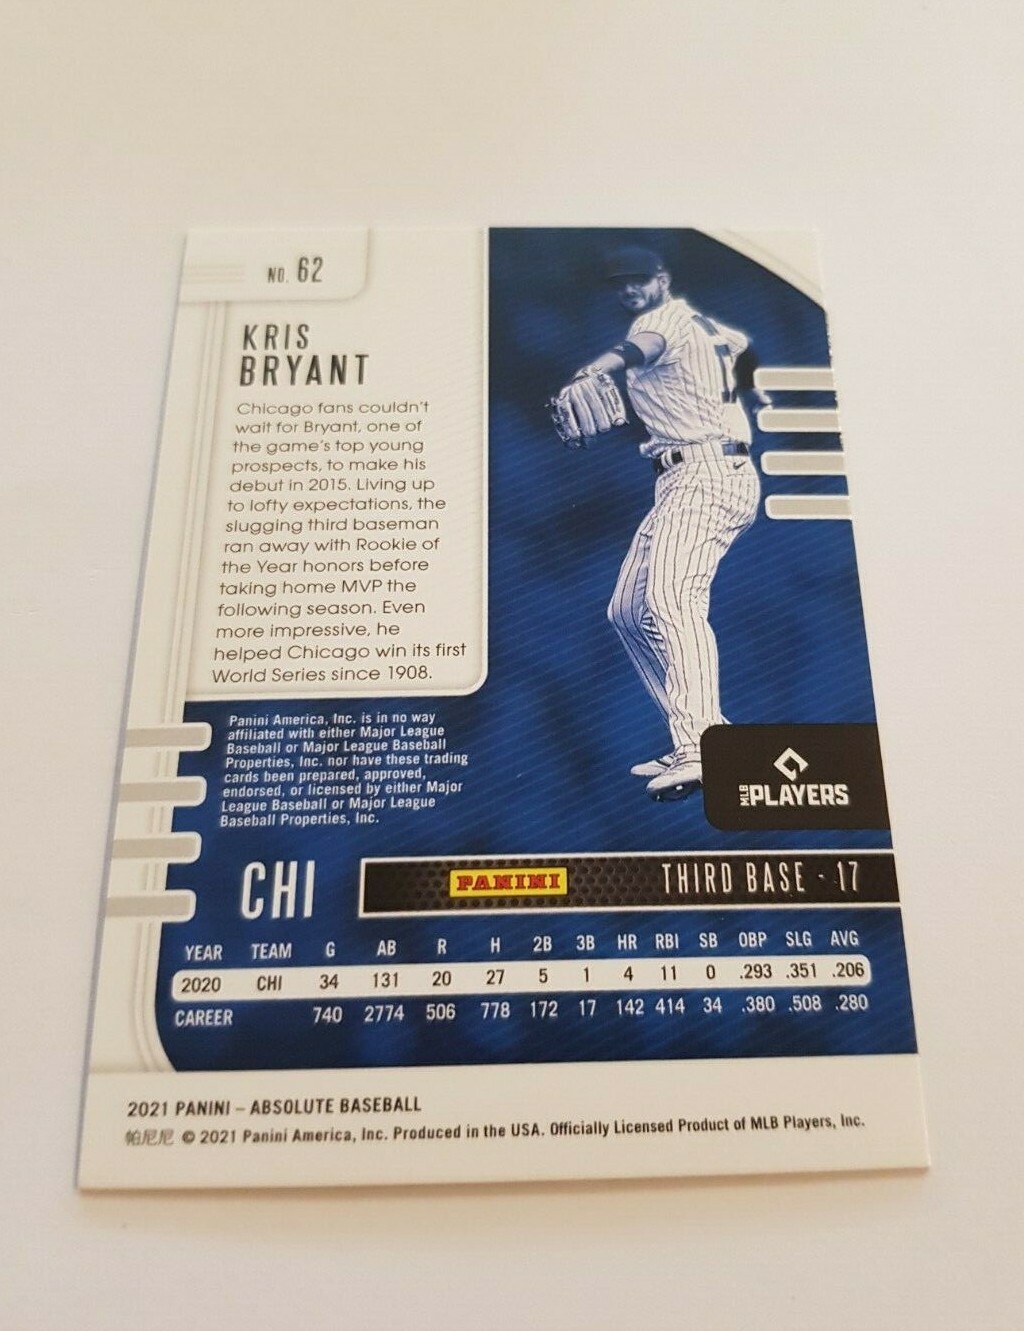 NO. 62
KRIS
BRYANT
Chicago fans couldn't
wait for Bryant, one of
the game's top young
prospects, to make his
debut in 2015. Living up
to lofty expectations, the
slugging third baseman
ran away with Rookie of
the Year honors before
taking home MVP the
following season. Even
more impressive, he
helped Chicago win its first
World Series since 1908.
Panini America, Inc. is in no way
affiliated with either Major League
Baseball or Major League Baseball
Properties, Inc. nor have these trading
cards been prepared, approved,
endorsed, or licensed by either Major
League Baseball or Major League
Baseball Properties, Inc.
MLB PLAYERS
CHI
PANINI
THIRD BASE - 17
YEAR TEAM G AB R H 2B 3B HR RBI SB OBP SLG AVG
2020 CHI 34 131 20 27 5 1 4 11 0 .293 .351 .206
CAREER 740 2774 506 778 172 17 142 414 34 .380 .508 .280
2021 PANINI – ABSOLUTE BASEBALL
帕尼尼 © 2021 Panini America, Inc. Produced in the USA. Officially Licensed Product of MLB Players, Inc.